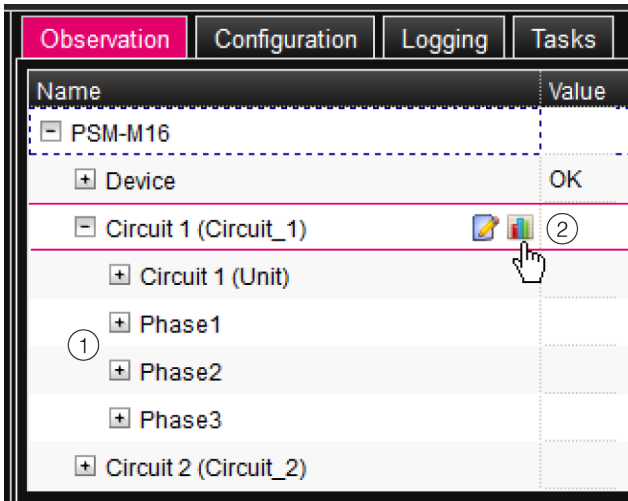 Observation Configuration Logging Tasks
Name Value
PSM-M16
Device OK
Circuit 1 (Circuit_1) 2
Circuit 1 (Unit)
Phase1
1
Phase2
Phase3
Circuit 2 (Circuit_2)